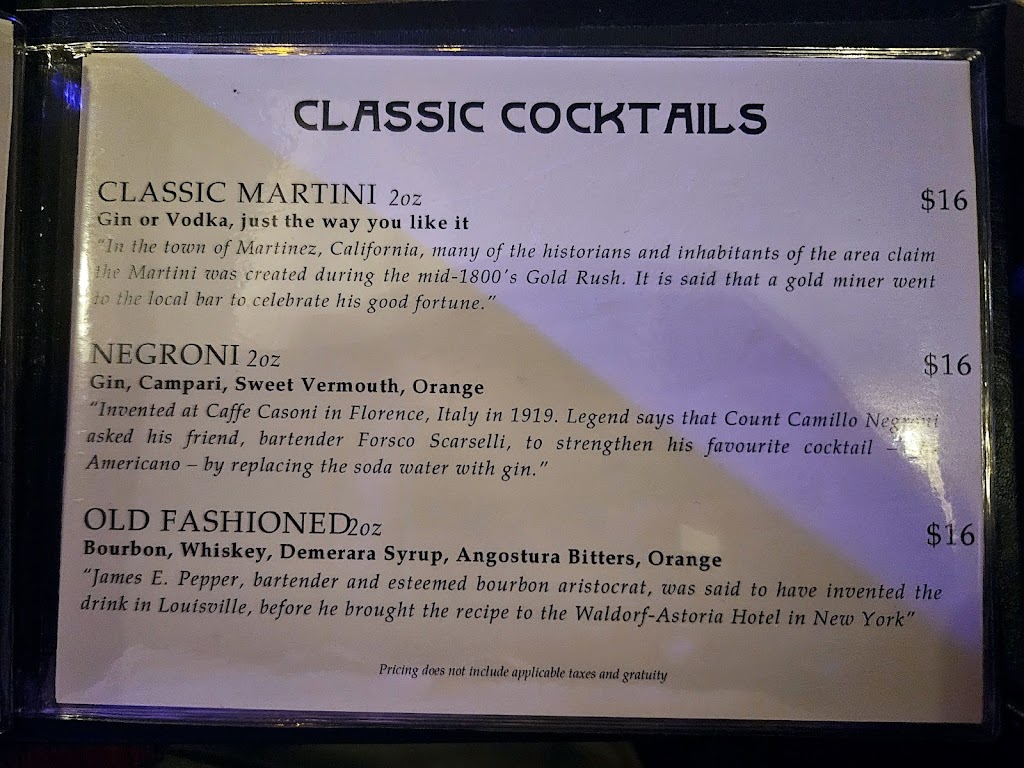 CLASSIC COCKTAILS
CLASSIC MARTINI 2oz $16
Gin or Vodka, just the way you like it
"In the town of Martinez, California, many of the historians and inhabitants of the area claim
the Martini was created during the mid-1800's Gold Rush. It is said that a gold miner went
to the local bar to celebrate his good fortune."
NEGRONI 2oz $16
Gin, Campari, Sweet Vermouth, Orange
"Invented at Caffe Casoni in Florence, Italy in 1919. Legend says that Count Camillo Negroni
asked his friend, bartender Forsco Scarselli, to strengthen his favourite cocktail –
Americano – by replacing the soda water with gin."
OLD FASHIONED 2oz $16
Bourbon, Whiskey, Demerara Syrup, Angostura Bitters, Orange
"James E. Pepper, bartender and esteemed bourbon aristocrat, was said to have invented the
drink in Louisville, before he brought the recipe to the Waldorf-Astoria Hotel in New York"
Pricing does not include applicable taxes and gratuity